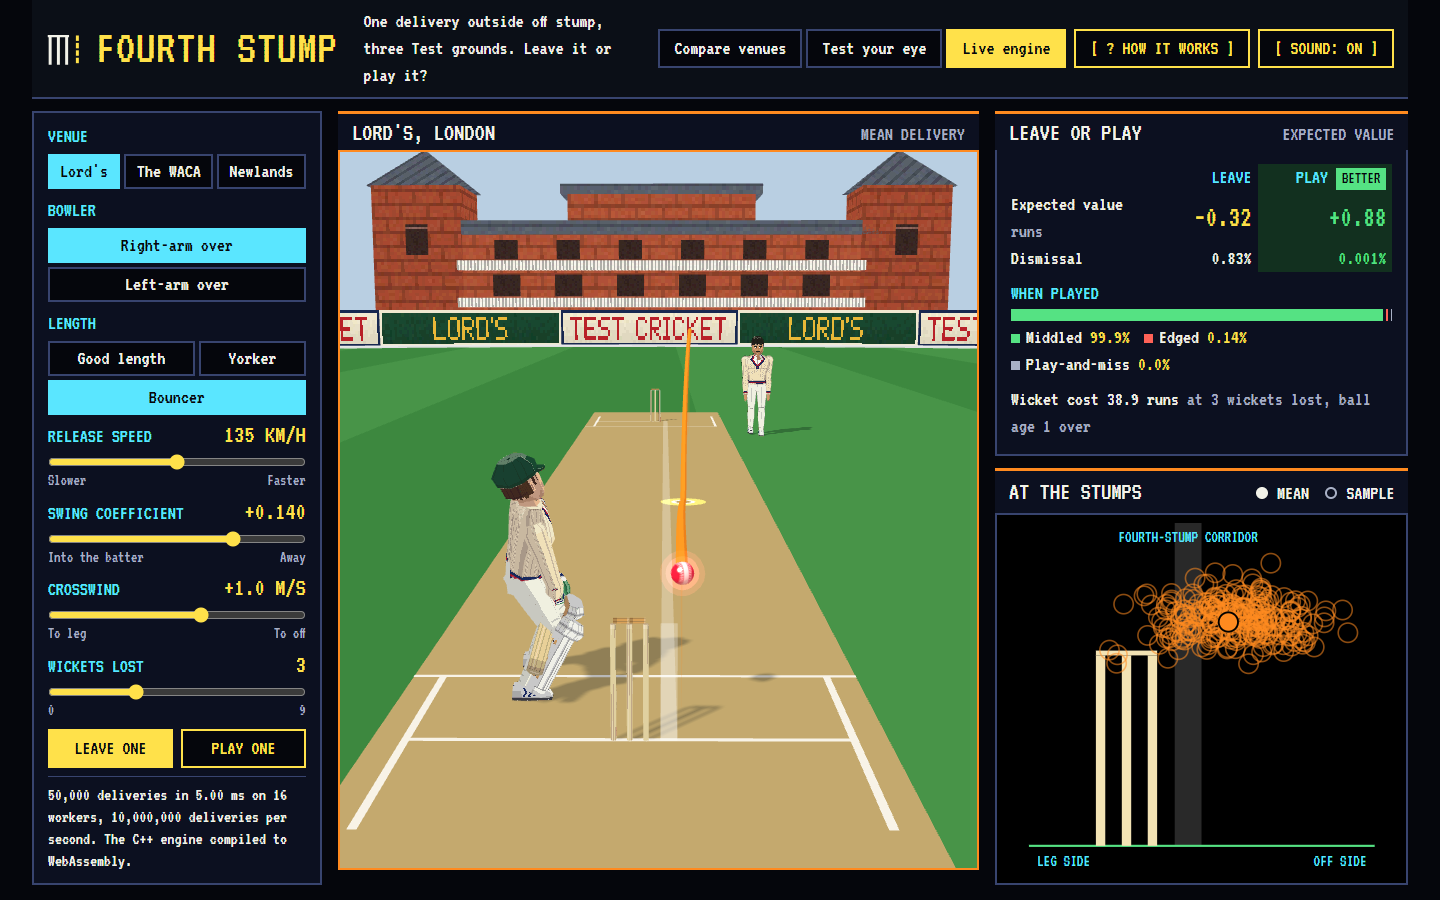 FOURTH STUMP
One delivery outside off stump,
three Test grounds. Leave it or
play it?
Compare venues
Test your eye
Live engine
[ ? HOW IT WORKS ]
[ SOUND: ON ]
VENUE
Lord's
The WACA
Newlands
BOWLER
Right-arm over
Left-arm over
LENGTH
Good length
Yorker
Bouncer
RELEASE SPEED 135 KM/H
Slower Faster
SWING COEFFICIENT +0.140
Into the batter Away
CROSSWIND +1.0 M/S
To leg To off
WICKETS LOST 3
0 9
LEAVE ONE PLAY ONE
50,000 deliveries in 5.00 ms on 16
workers, 10,000,000 deliveries per
second. The C++ engine compiled to
WebAssembly.
LORD'S, LONDON MEAN DELIVERY
ET LORD'S TEST CRICKET LORD'S TES
LEAVE OR PLAY EXPECTED VALUE
LEAVE PLAY BETTER
Expected value
runs -0.32 +0.88
Dismissal 0.83% 0.001%
WHEN PLAYED
Middled 99.9% Edged 0.14%
Play-and-miss 0.0%
Wicket cost 38.9 runs at 3 wickets lost, ball
age 1 over
AT THE STUMPS MEAN SAMPLE
FOURTH-STUMP CORRIDOR
LEG SIDE OFF SIDE